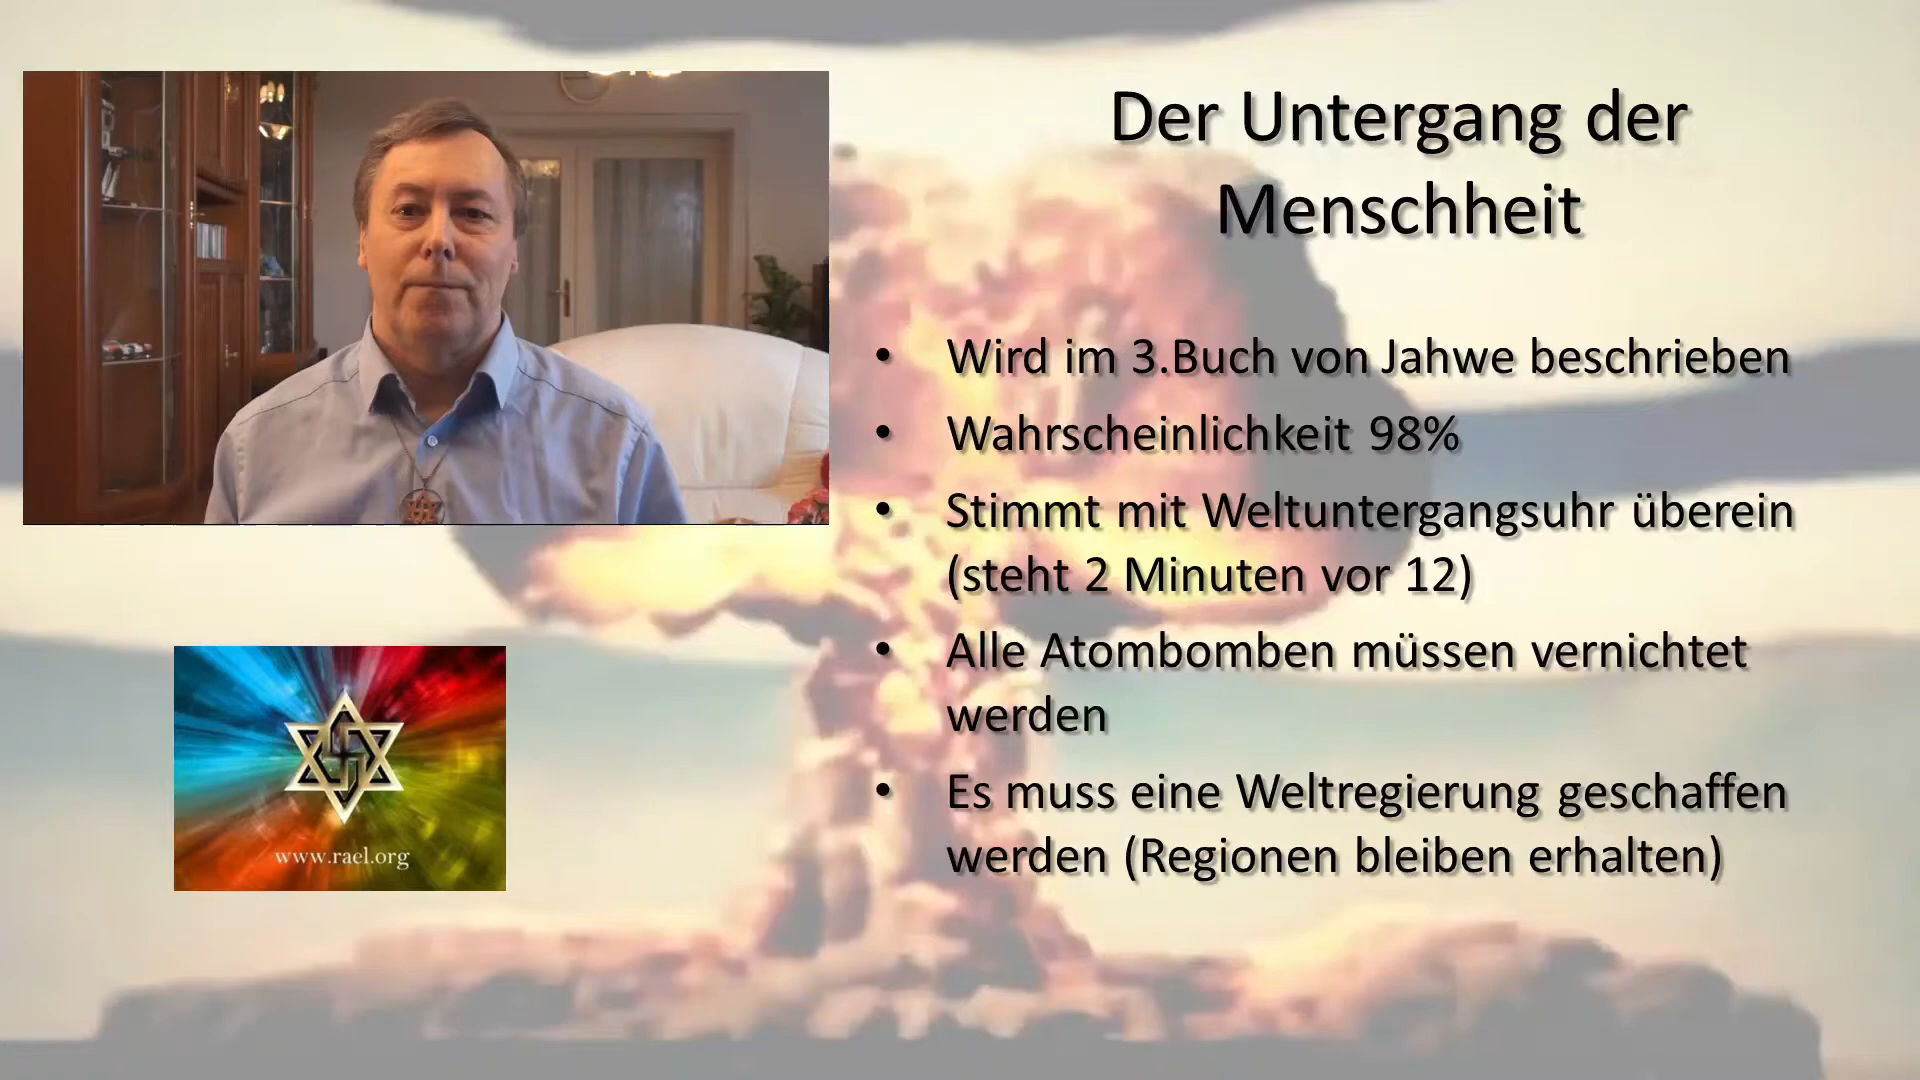 Der Untergang der
Menschheit
• Wird im 3.Buch von Jahwe beschrieben
• Wahrscheinlichkeit 98%
• Stimmt mit Weltuntergangsuhr überein
(steht 2 Minuten vor 12)
• Alle Atombomben müssen vernichtet
werden
• Es muss eine Weltregierung geschaffen
werden (Regionen bleiben erhalten)
www.rael.org